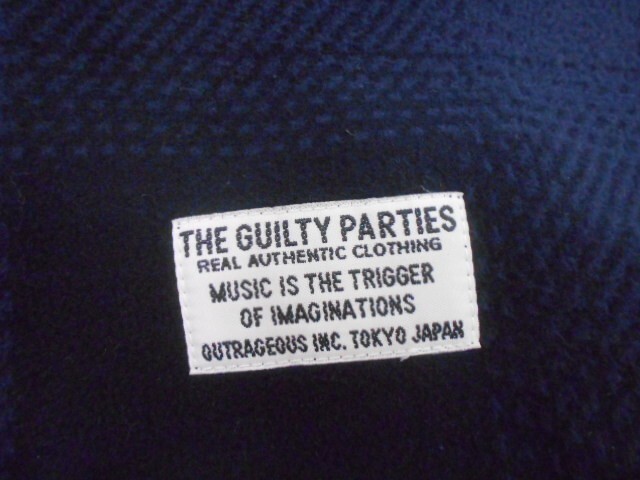 THE GUILTY PARTIES
REAL AUTHENTIC CLOTHING
MUSIC IS THE TRIGGER
OF IMAGINATIONS
OUTRAGEOUS INC. TOKYO JAPAN